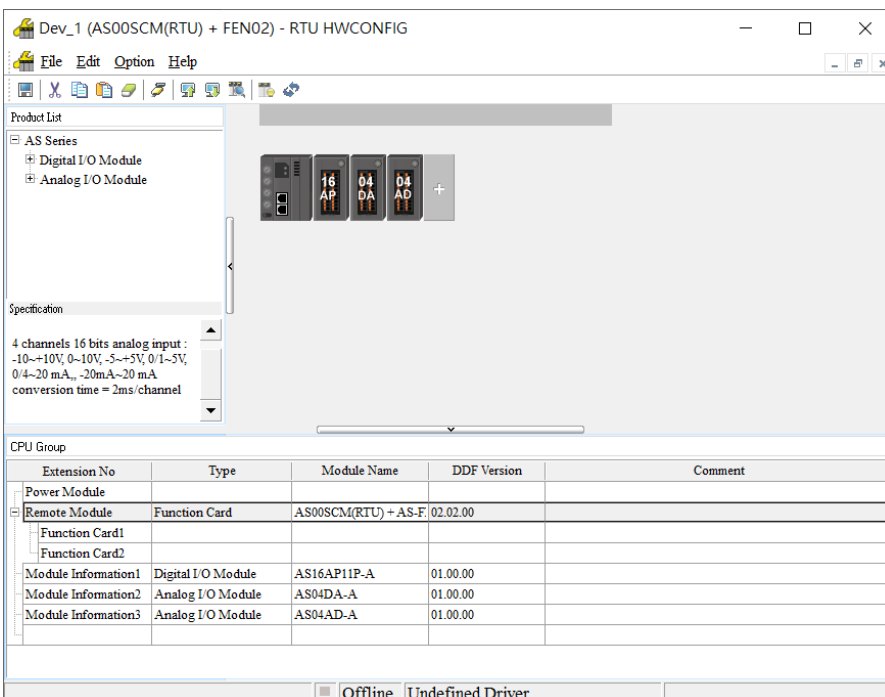 Dev_1 (AS00SCM(RTU) + FEN02) - RTU HWCONFIG
File Edit Option Help
Product List
AS Series
Digital I/O Module
Analog I/O Module
16 AP
04 DA
04 AD
Specification
4 channels 16 bits analog input :
-10~+10V, 0~10V, -5~+5V, 0/1~5V,
0/4~20 mA,, -20mA~20 mA
conversion time = 2ms/channel
CPU Group
Extension No Type Module Name DDF Version Comment
Power Module
Remote Module Function Card AS00SCM(RTU) + AS-F. 02.02.00
Function Card1
Function Card2
Module Information1 Digital I/O Module AS16AP11P-A 01.00.00
Module Information2 Analog I/O Module AS04DA-A 01.00.00
Module Information3 Analog I/O Module AS04AD-A 01.00.00
Offline Undefined Driver